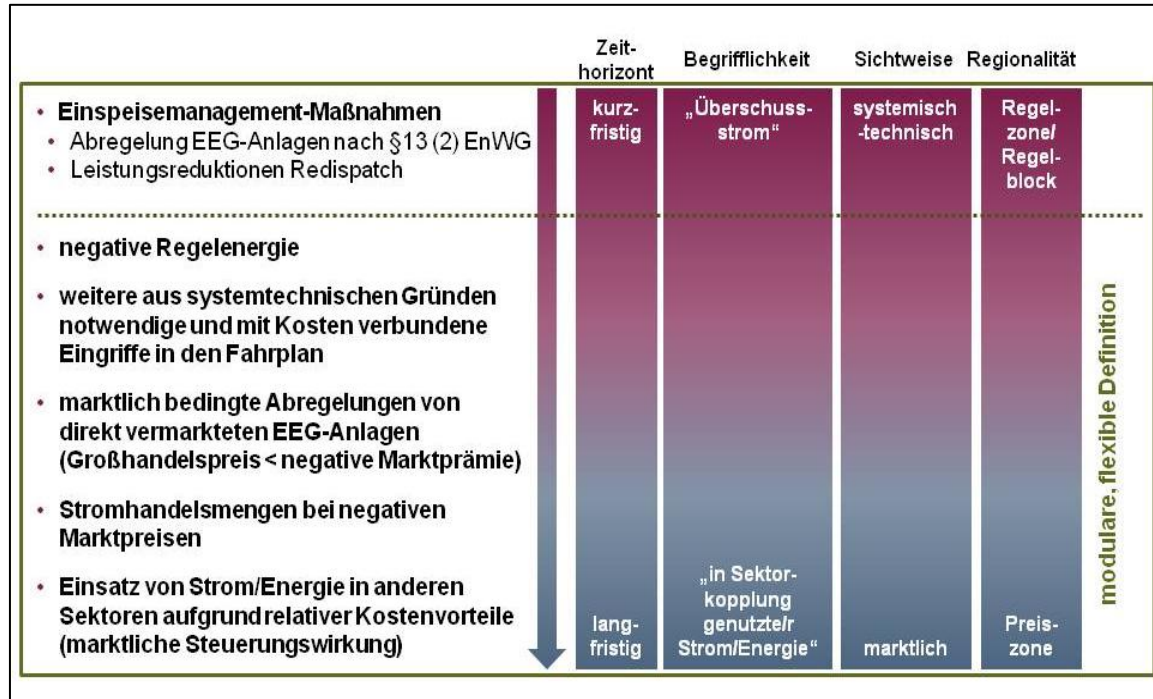 Zeit-
horizont
Begrifflichkeit
Sichtweise
Regionalität
• Einspeisemanagement-Maßnahmen
• Abregelung EEG-Anlagen nach §13 (2) EnWG
• Leistungsreduktionen Redispatch
kurz-
fristig
„Überschuss-
strom“
systemisch
-technisch
Regel-
zone/
Regel-
block
• negative Regelenergie
• weitere aus systemtechnischen Gründen
notwendige und mit Kosten verbundene
Eingriffe in den Fahrplan
• marktlich bedingte Abregelungen von
direkt vermarkteten EEG-Anlagen
(Großhandelspreis < negative Marktprämie)
• Stromhandelsmengen bei negativen
Marktpreisen
• Einsatz von Strom/Energie in anderen
Sektoren aufgrund relativer Kostenvorteile
(marktliche Steuerungswirkung)
lang-
fristig
„in Sektor-
kopplung
genutzte/r
Strom/Energie“
marktlich
Preis-
zone
modulare, flexible Definition